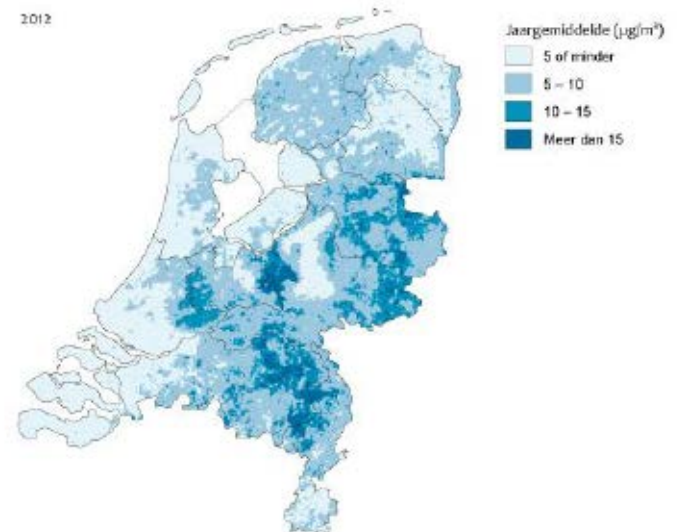 2012
Jaargemiddelde (µg/m³)
5 of minder
5 – 10
10 – 15
Meer dan 15